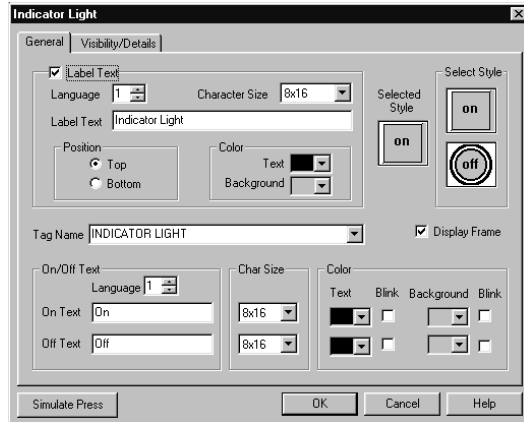 Indicator Light
General Visibility/Details
Label Text
Language 1 Character Size 8x16
Label Text Indicator Light
Position
Top
Bottom
Color
Text
Background
Selected Style
on
Select Style
on
off
Tag Name INDICATOR LIGHT
Display Frame
On/Off Text
Language 1
On Text On
Off Text Off
Char Size
8x16
8x16
Color
Text Blink Background Blink
Simulate Press OK Cancel Help